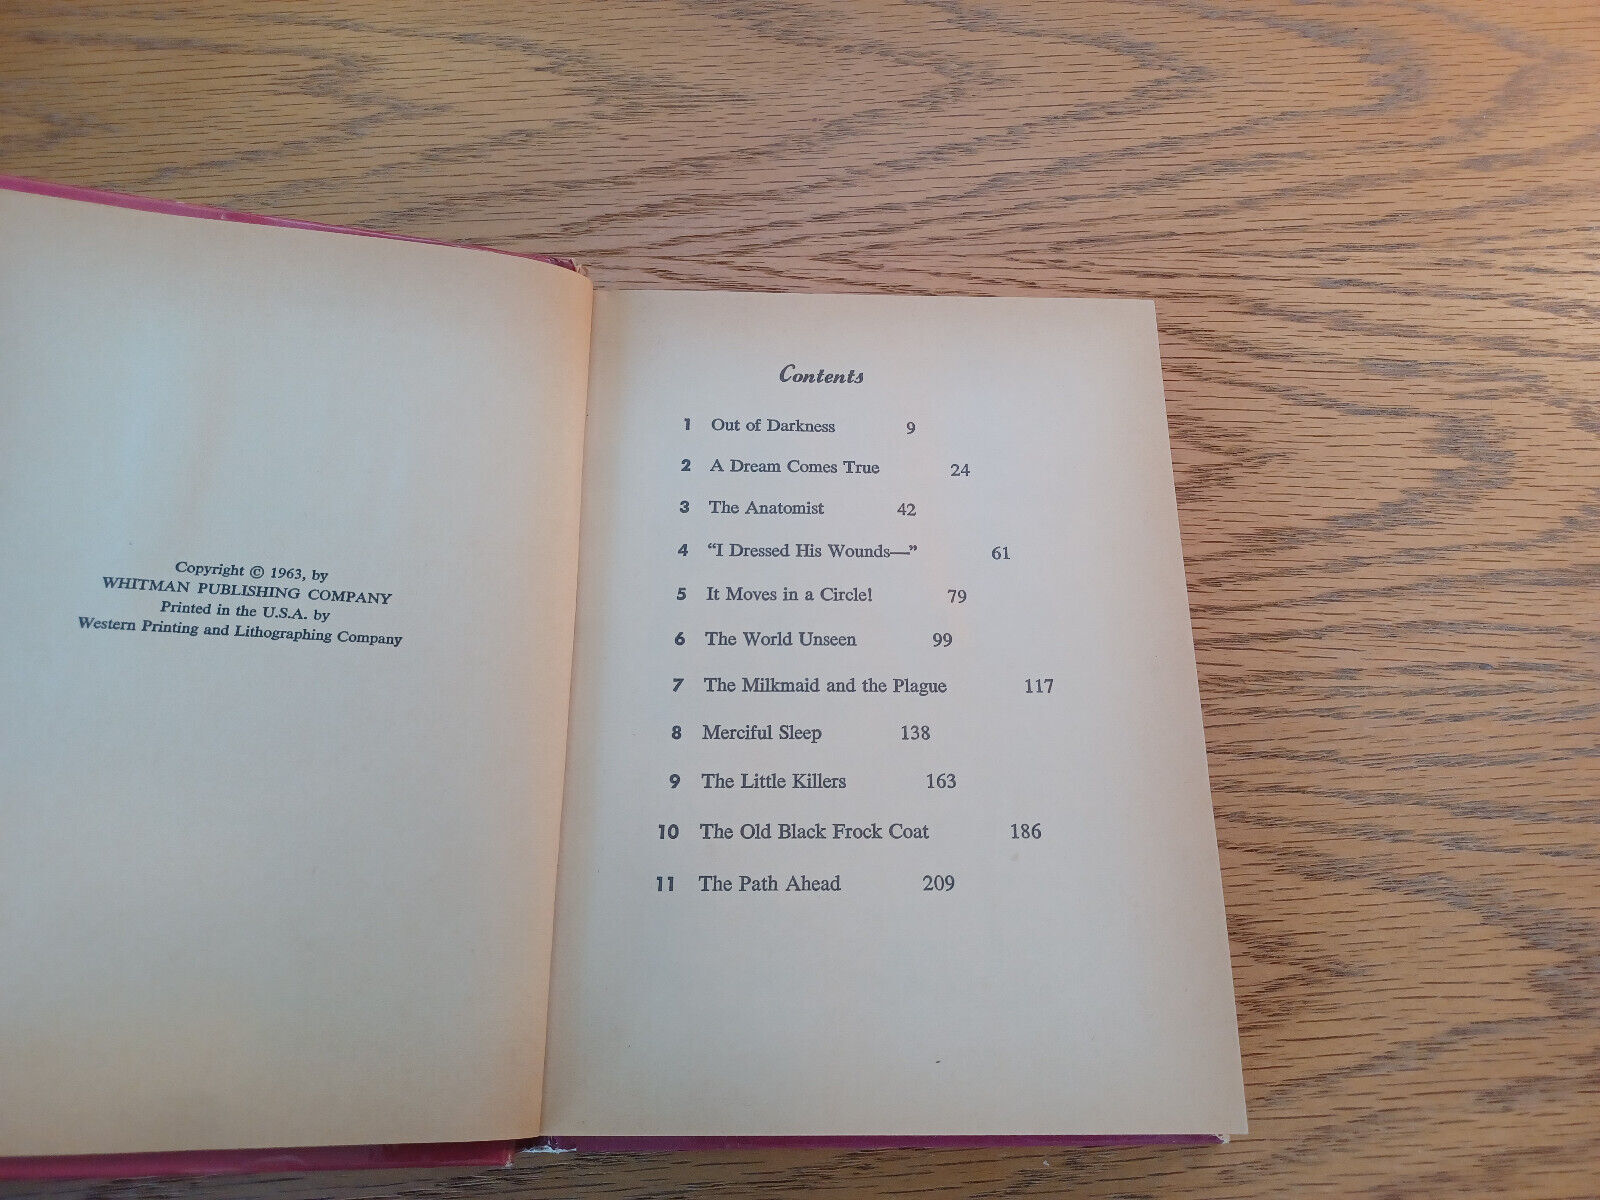 Copyright © 1963, by
WHITMAN PUBLISHING COMPANY
Printed in the U.S.A. by
Western Printing and Lithographing Company
Contents
1 Out of Darkness 9
2 A Dream Comes True 24
3 The Anatomist 42
4 “I Dressed His Wounds—” 61
5 It Moves in a Circle! 79
6 The World Unseen 99
7 The Milkmaid and the Plague 117
8 Merciful Sleep 138
9 The Little Killers 163
10 The Old Black Frock Coat 186
11 The Path Ahead 209